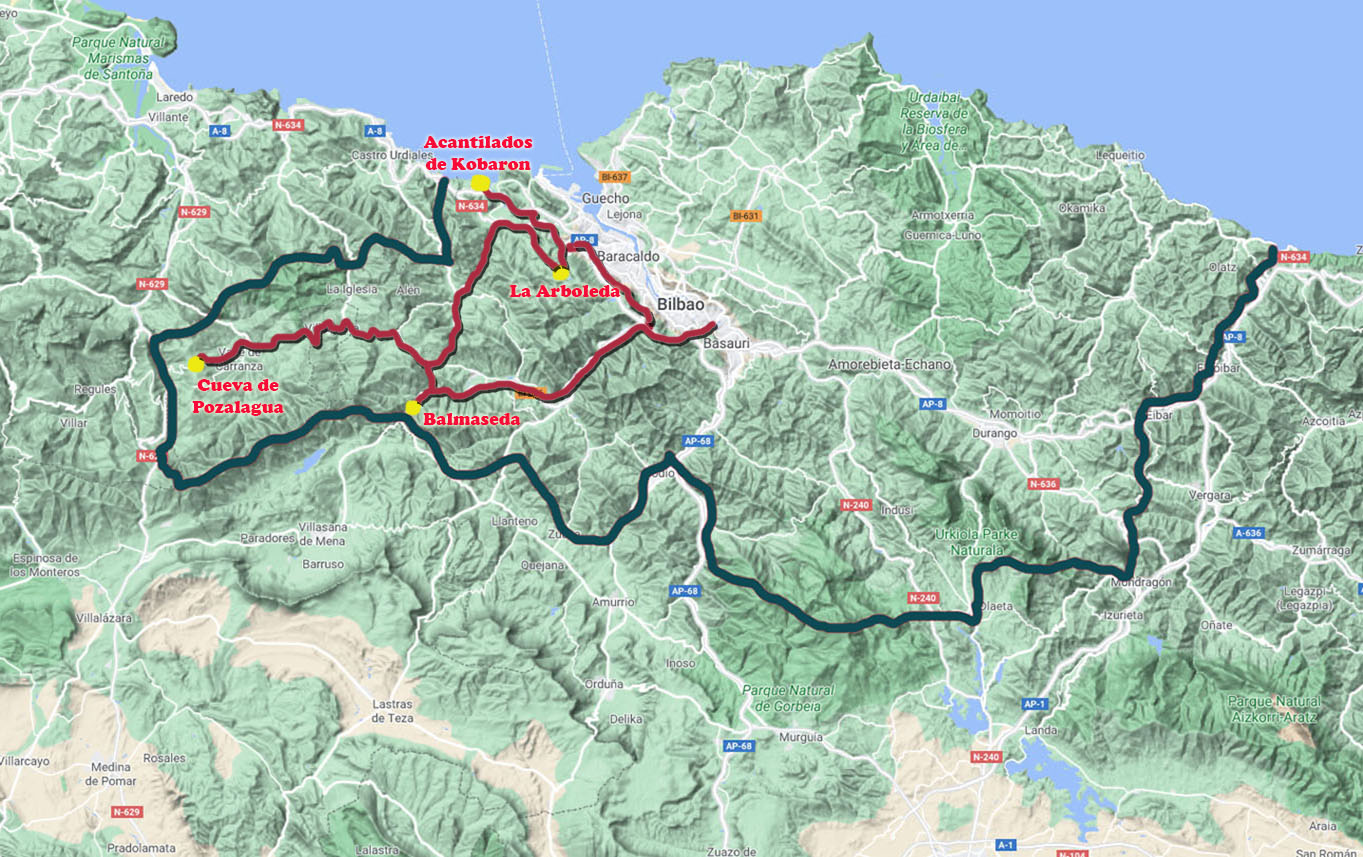 Parque Natural
Marismas
de Santoña
Laredo
Villante
A-8
N-634
A-8
Castro Urdiales
Acantilados
de Kobaron
N-634
BI-637
Guecho
Lejona
BI-631
Urdaibai
Reserva de
la Biosfera
y Área de...
Lequeitio
Armotxerria
Guernica-Luno
Okamika
Olatz
N-634
N-629
N-629
La Iglesia
Alén
AP-8
Baracaldo
La Arboleda
Bilbao
Basauri
Amorebieta-Echano
AP-8
Eibar
Azcoitia
Regules
Villar
Cueva de
Pozalagua
Balmaseda
AP-8
Momoitio
Durango
N-636
AP-68
N-240
Indusi
Vergara
A-636
Zumárraga
Urkiola Parke
Naturala
Llanteno
Villasana
de Mena
Paradores
Barruso
Quejana
Espinosa de
los Monteros
Villalázara
Amurrio
AP-68
N-240
Olaeta
Mondragón
Izurieta
Oñate
Legazpi
(Legazpia)
Inoso
Orduña
Delika
Parque Natural
de Gorbeia
Murguía
AP-68
AP-1
Landa
Parque Natural
Aizkorri-Aratz
Lastras
de Teza
Villarcayo
Medina
de Pomar
Rosales
N-629
N-240
Pradolamata
Lalastra
Zuazo de
A-1
N-104
Araia
San Román